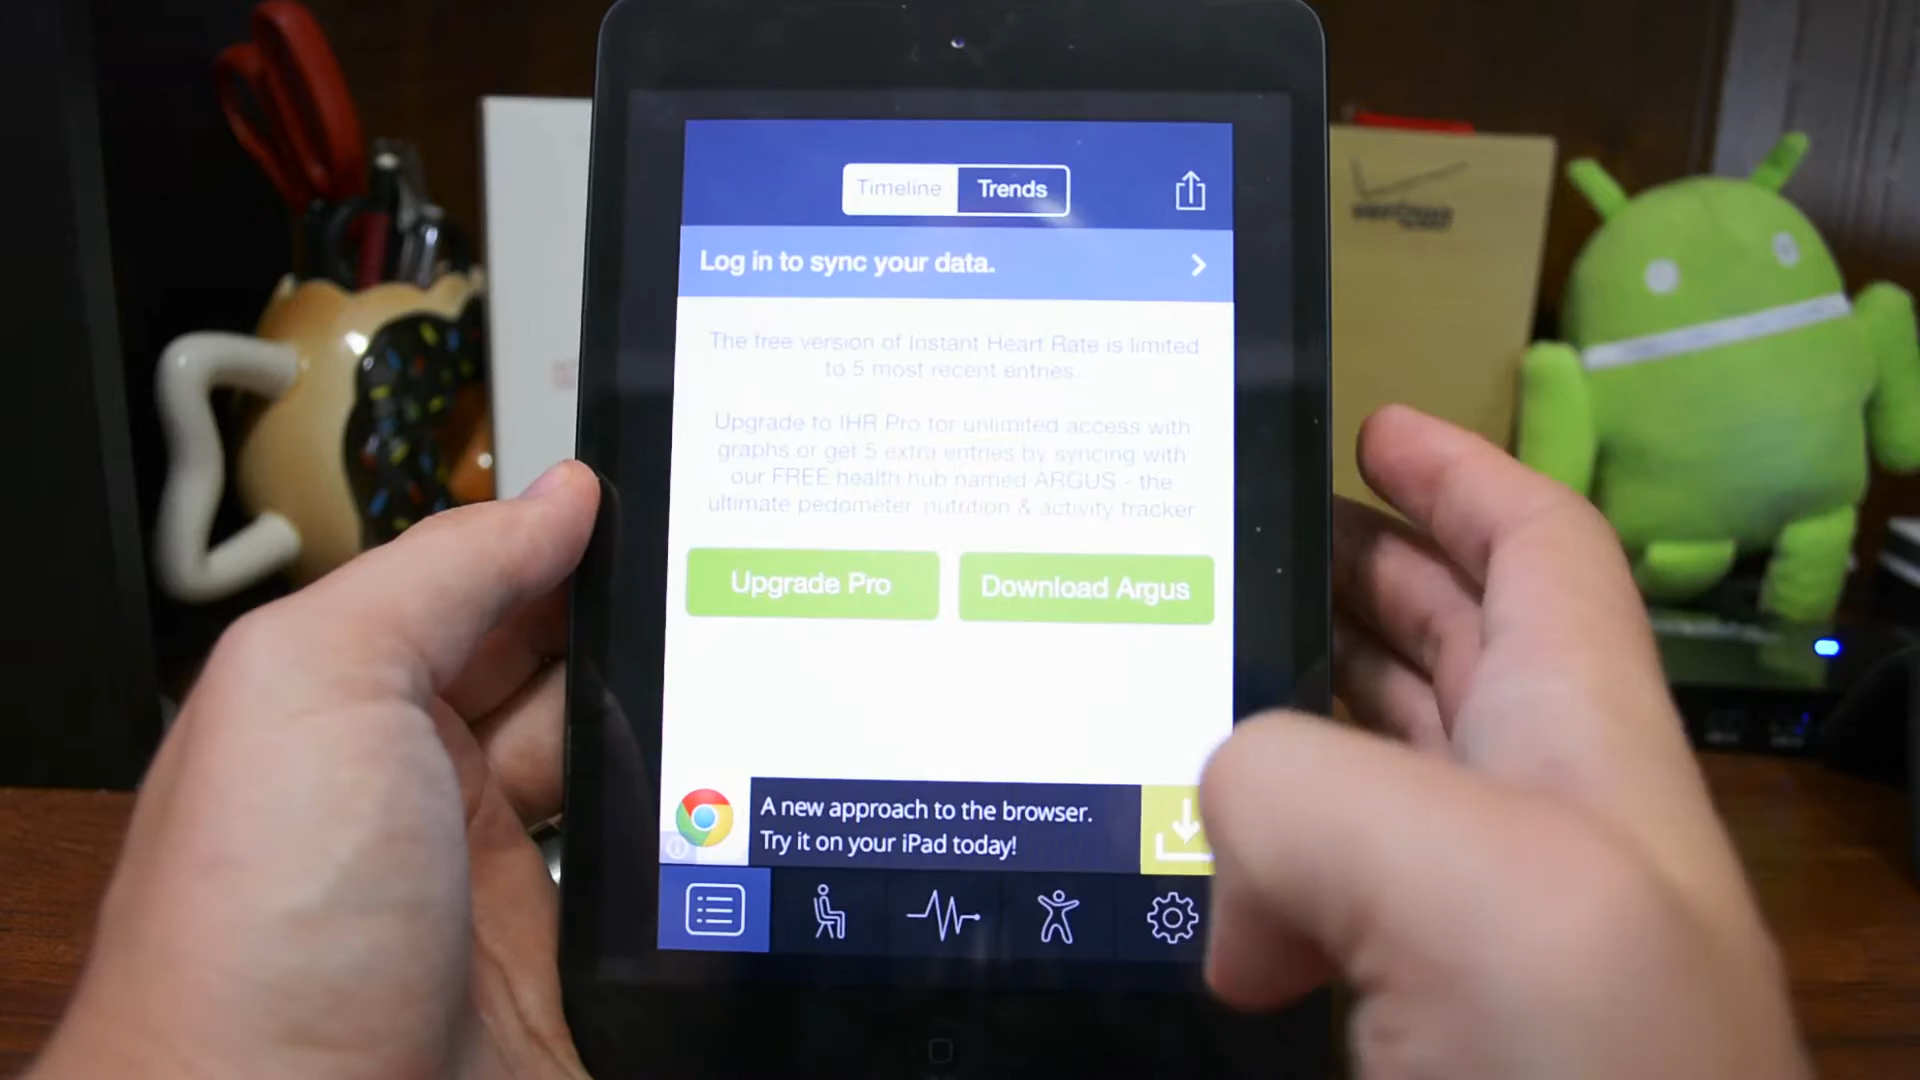 Timeline
Trends
Log in to sync your data.
The free version of Instant Heart Rate is limited
to 5 most recent entries.
Upgrade to IHR Pro for unlimited access with
graphs or get 5 extra entries by syncing with
our FREE health hub named ARGUS - the
ultimate pedometer, nutrition & activity tracker
Upgrade Pro
Download Argus
A new approach to the browser.
Try it on your iPad today!
verizon